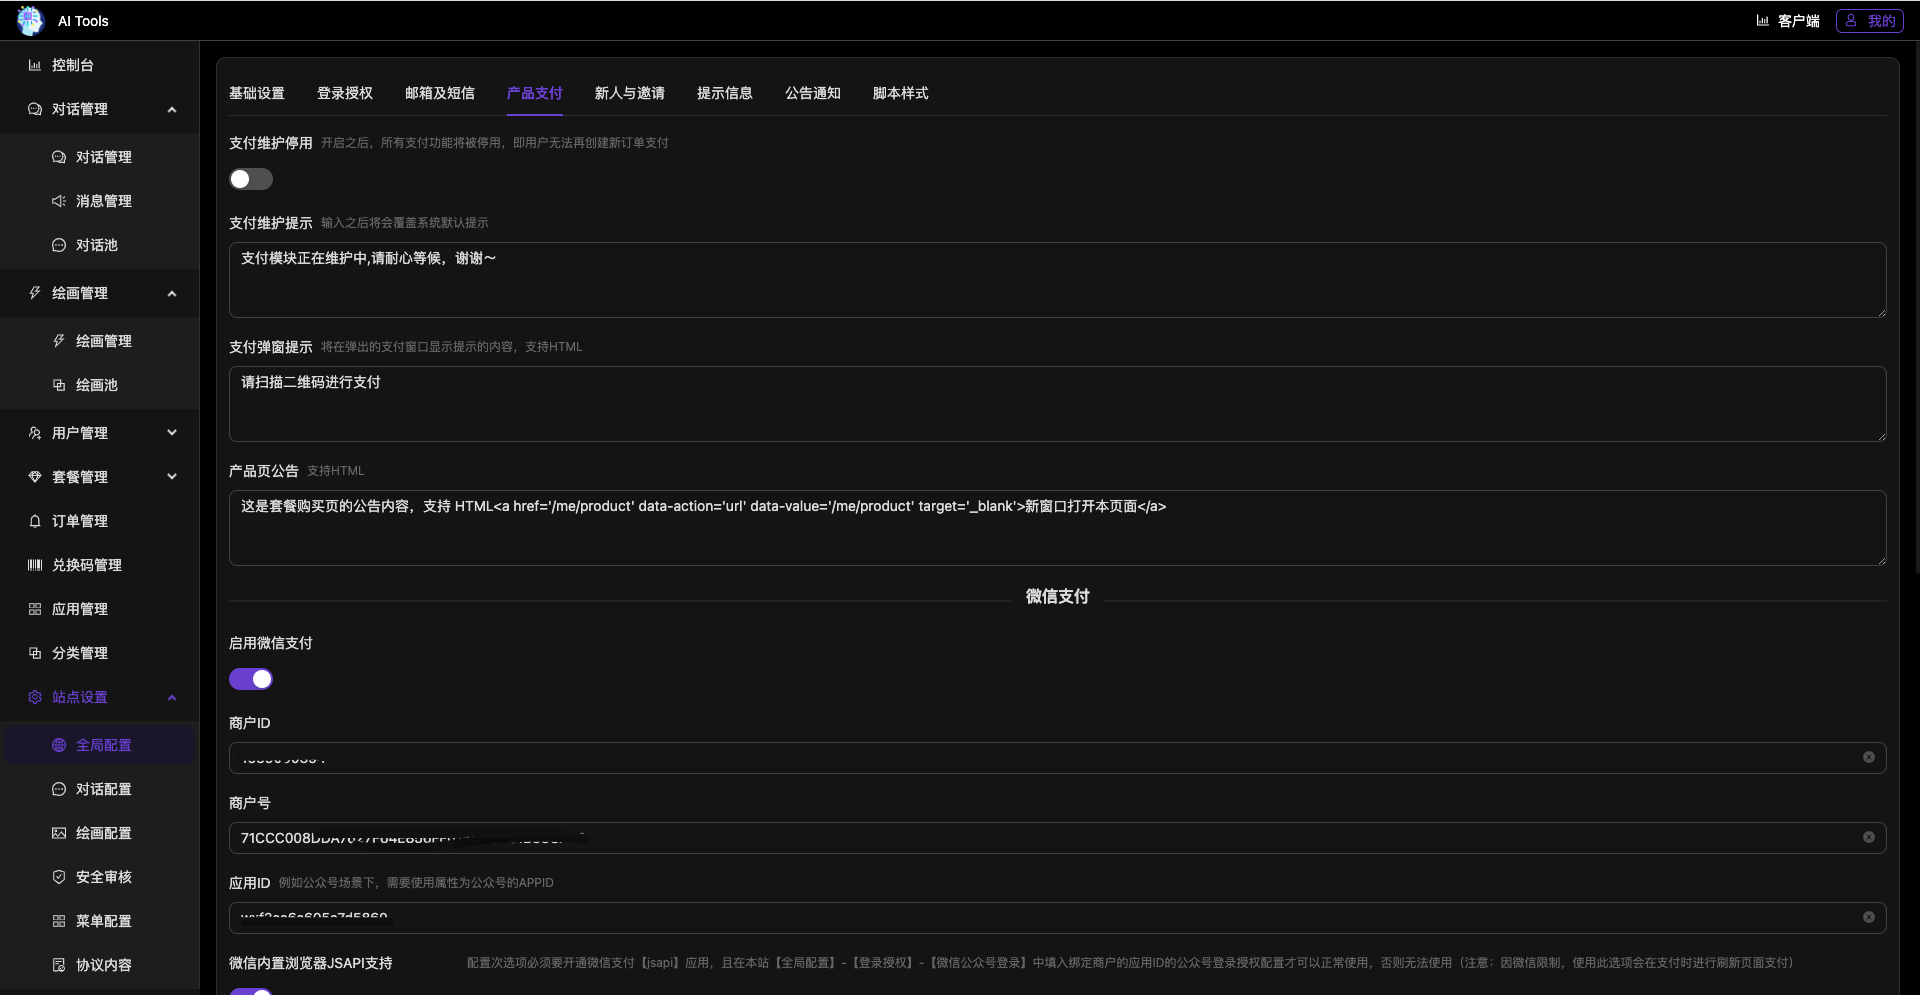 AI Tools
客户端
我的
控制台
对话管理
对话管理
消息管理
对话池
绘画管理
绘画管理
绘画池
用户管理
套餐管理
订单管理
兑换码管理
应用管理
分类管理
站点设置
全局配置
对话配置
绘画配置
安全审核
菜单配置
协议内容
基础设置 登录授权 邮箱及短信 产品支付 新人与邀请 提示信息 公告通知 脚本样式
支付维护停用 开启之后，所有支付功能将被停用，即用户无法再创建新订单支付
支付维护提示 输入之后将会覆盖系统默认提示
支付模块正在维护中,请耐心等候，谢谢～
支付弹窗提示 将在弹出的支付窗口显示提示的内容，支持HTML
请扫描二维码进行支付
产品页公告 支持HTML
这是套餐购买页的公告内容，支持 HTML<a href='/me/product' data-action='url' data-value='/me/product' target='_blank'>新窗口打开本页面</a>
微信支付
启用微信支付
商户ID
商户号
应用ID 例如公众号场景下，需要使用属性为公众号的APPID
微信内置浏览器JSAPI支持 配置次选项必须要开通微信支付【jsapi】应用，且在本站【全局配置】-【登录授权】-【微信公众号登录】中填入绑定商户的应用ID的公众号登录授权配置才可以正常使用，否则无法使用（注意：因微信限制，使用此选项会在支付时进行刷新页面支付）